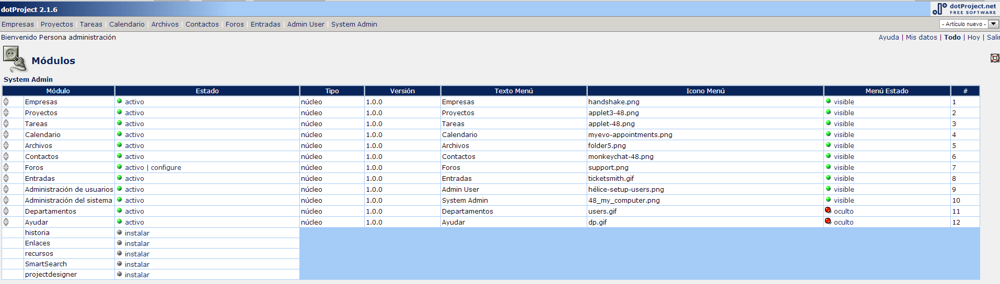 dotProject 2.1.6
dotProject.net
FREE SOFTWARE
Empresas | Proyectos | Tareas | Calendario | Archivos | Contactos | Foros | Entradas | Admin User | System Admin
- Artículo nuevo -
Bienvenido Persona administración
Ayuda | Mis datos | Todo | Hoy | Salir
Módulos
System Admin
Módulo Estado Tipo Versión Texto Menú Icono Menú Menú Estado #
Empresas activo núcleo 1.0.0 Empresas handshake.png visible 1
Proyectos activo núcleo 1.0.0 Proyectos applet3-48.png visible 2
Tareas activo núcleo 1.0.0 Tareas applet-48.png visible 3
Calendario activo núcleo 1.0.0 Calendario myevo-appointments.png visible 4
Archivos activo núcleo 1.0.0 Archivos folder5.png visible 5
Contactos activo núcleo 1.0.0 Contactos monkeychat-48.png visible 6
Foros activo | configure núcleo 1.0.0 Foros support.png visible 7
Entradas activo núcleo 1.0.0 Entradas ticketsmith.gif visible 8
Administración de usuarios activo núcleo 1.0.0 Admin User hélice-setup-users.png visible 9
Administración del sistema activo núcleo 1.0.0 System Admin 48_my_computer.png visible 10
Departamentos activo núcleo 1.0.0 Departamentos users.gif oculto 11
Ayudar activo núcleo 1.0.0 Ayudar dp.gif oculto 12
historia instalar
Enlaces instalar
recursos instalar
SmartSearch instalar
projectdesigner instalar